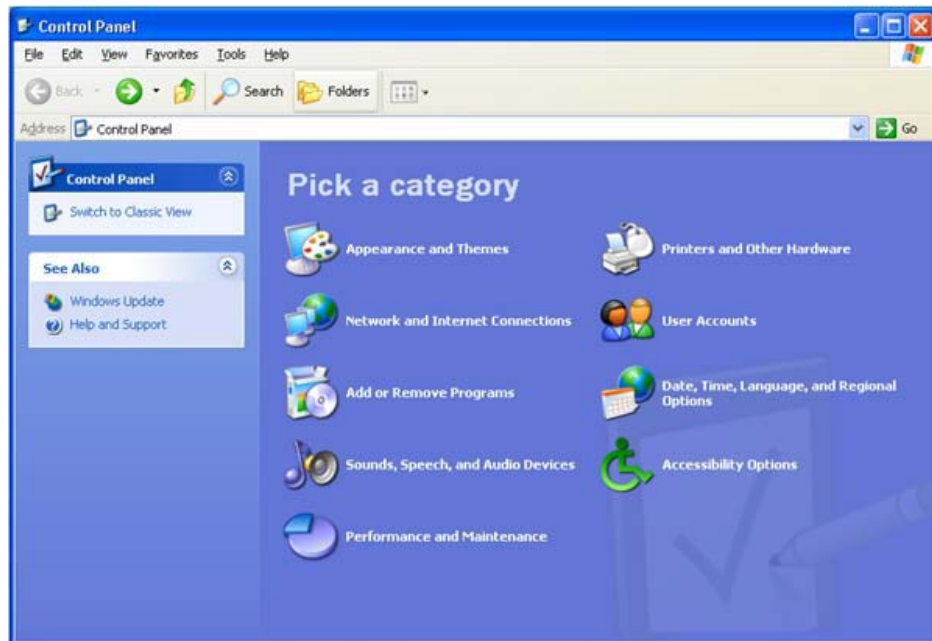 Control Panel
File Edit View Favorites Tools Help
Back Search Folders
Address Control Panel Go
Control Panel
Switch to Classic View
See Also
Windows Update
Help and Support
Pick a category
Appearance and Themes
Printers and Other Hardware
Network and Internet Connections
User Accounts
Add or Remove Programs
Date, Time, Language, and Regional
Options
Sounds, Speech, and Audio Devices
Accessibility Options
Performance and Maintenance